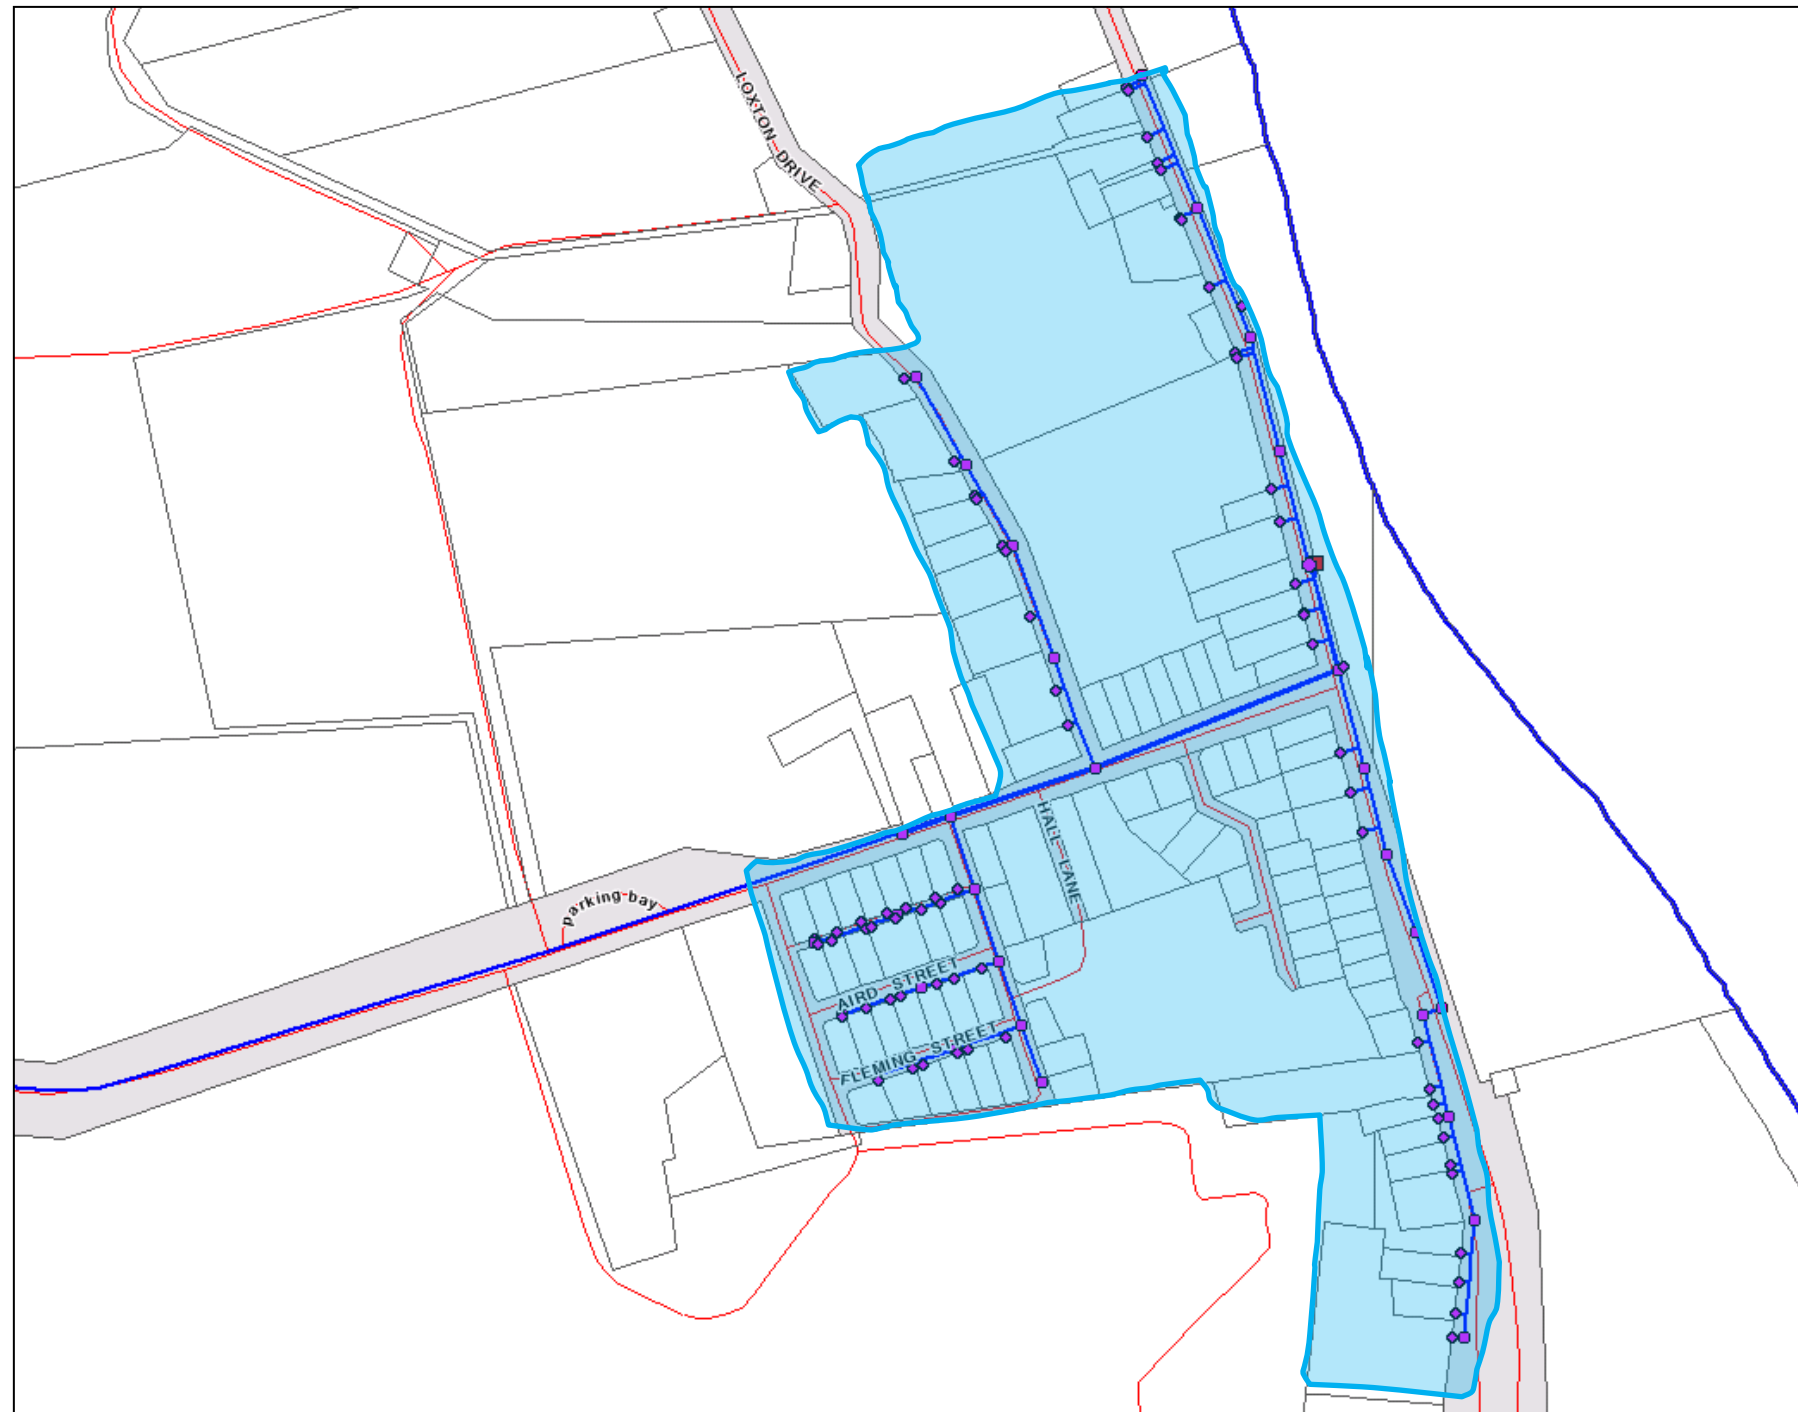 LOXTON DRIVE
HALL LANE
parking bay
AIRD STREET
FLEMING STREET